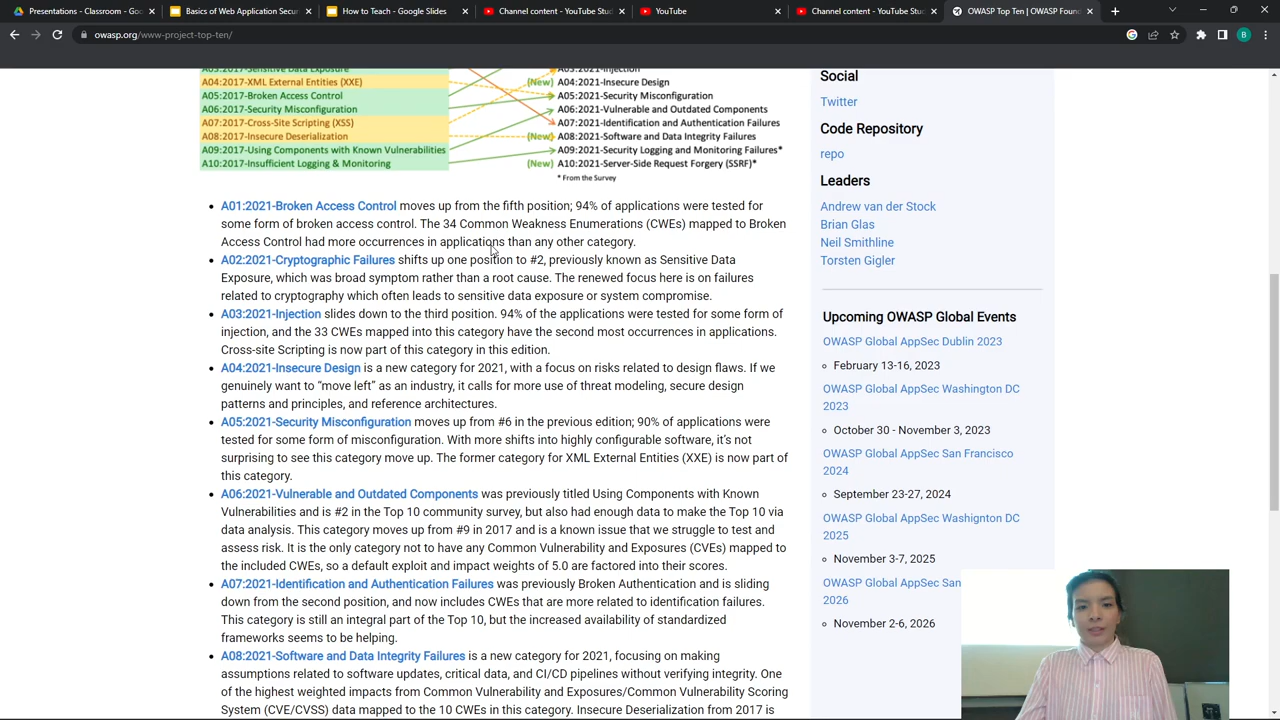 Presentations - Classroom - Goo
Basics of Web Application Secur
How to Teach - Google Slides
Channel content - YouTube Stud
YouTube
Channel content - YouTube Stud
OWASP Top Ten | OWASP Found
owasp.org/www-project-top-ten/
B
A03:2017-Sensitive Data Exposure
A04:2017-XML External Entities (XXE)
A05:2017-Broken Access Control
A06:2017-Security Misconfiguration
A07:2017-Cross-Site Scripting (XSS)
A08:2017-Insecure Deserialization
A09:2017-Using Components with Known Vulnerabilities
A10:2017-Insufficient Logging & Monitoring
A03:2021-Injection
(New) A04:2021-Insecure Design
A05:2021-Security Misconfiguration
A06:2021-Vulnerable and Outdated Components
A07:2021-Identification and Authentication Failures
(New) A08:2021-Software and Data Integrity Failures
A09:2021-Security Logging and Monitoring Failures*
(New) A10:2021-Server-Side Request Forgery (SSRF)*
* From the Survey
A01:2021-Broken Access Control moves up from the fifth position; 94% of applications were tested for
some form of broken access control. The 34 Common Weakness Enumerations (CWEs) mapped to Broken
Access Control had more occurrences in applications than any other category.
A02:2021-Cryptographic Failures shifts up one position to #2, previously known as Sensitive Data
Exposure, which was broad symptom rather than a root cause. The renewed focus here is on failures
related to cryptography which often leads to sensitive data exposure or system compromise.
A03:2021-Injection slides down to the third position. 94% of the applications were tested for some form of
injection, and the 33 CWEs mapped into this category have the second most occurrences in applications.
Cross-site Scripting is now part of this category in this edition.
A04:2021-Insecure Design is a new category for 2021, with a focus on risks related to design flaws. If we
genuinely want to “move left” as an industry, it calls for more use of threat modeling, secure design
patterns and principles, and reference architectures.
A05:2021-Security Misconfiguration moves up from #6 in the previous edition; 90% of applications were
tested for some form of misconfiguration. With more shifts into highly configurable software, it’s not
surprising to see this category move up. The former category for XML External Entities (XXE) is now part of
this category.
A06:2021-Vulnerable and Outdated Components was previously titled Using Components with Known
Vulnerabilities and is #2 in the Top 10 community survey, but also had enough data to make the Top 10 via
data analysis. This category moves up from #9 in 2017 and is a known issue that we struggle to test and
assess risk. It is the only category not to have any Common Vulnerability and Exposures (CVEs) mapped to
the included CWEs, so a default exploit and impact weights of 5.0 are factored into their scores.
A07:2021-Identification and Authentication Failures was previously Broken Authentication and is sliding
down from the second position, and now includes CWEs that are more related to identification failures.
This category is still an integral part of the Top 10, but the increased availability of standardized
frameworks seems to be helping.
A08:2021-Software and Data Integrity Failures is a new category for 2021, focusing on making
assumptions related to software updates, critical data, and CI/CD pipelines without verifying integrity. One
of the highest weighted impacts from Common Vulnerability and Exposures/Common Vulnerability Scoring
System (CVE/CVSS) data mapped to the 10 CWEs in this category. Insecure Deserialization from 2017 is
Social
Twitter
Code Repository
repo
Leaders
Andrew van der Stock
Brian Glas
Neil Smithline
Torsten Gigler
Upcoming OWASP Global Events
OWASP Global AppSec Dublin 2023
February 13-16, 2023
OWASP Global AppSec Washington DC
2023
October 30 - November 3, 2023
OWASP Global AppSec San Francisco
2024
September 23-27, 2024
OWASP Global AppSec Washignton DC
2025
November 3-7, 2025
OWASP Global AppSec San
2026
November 2-6, 2026